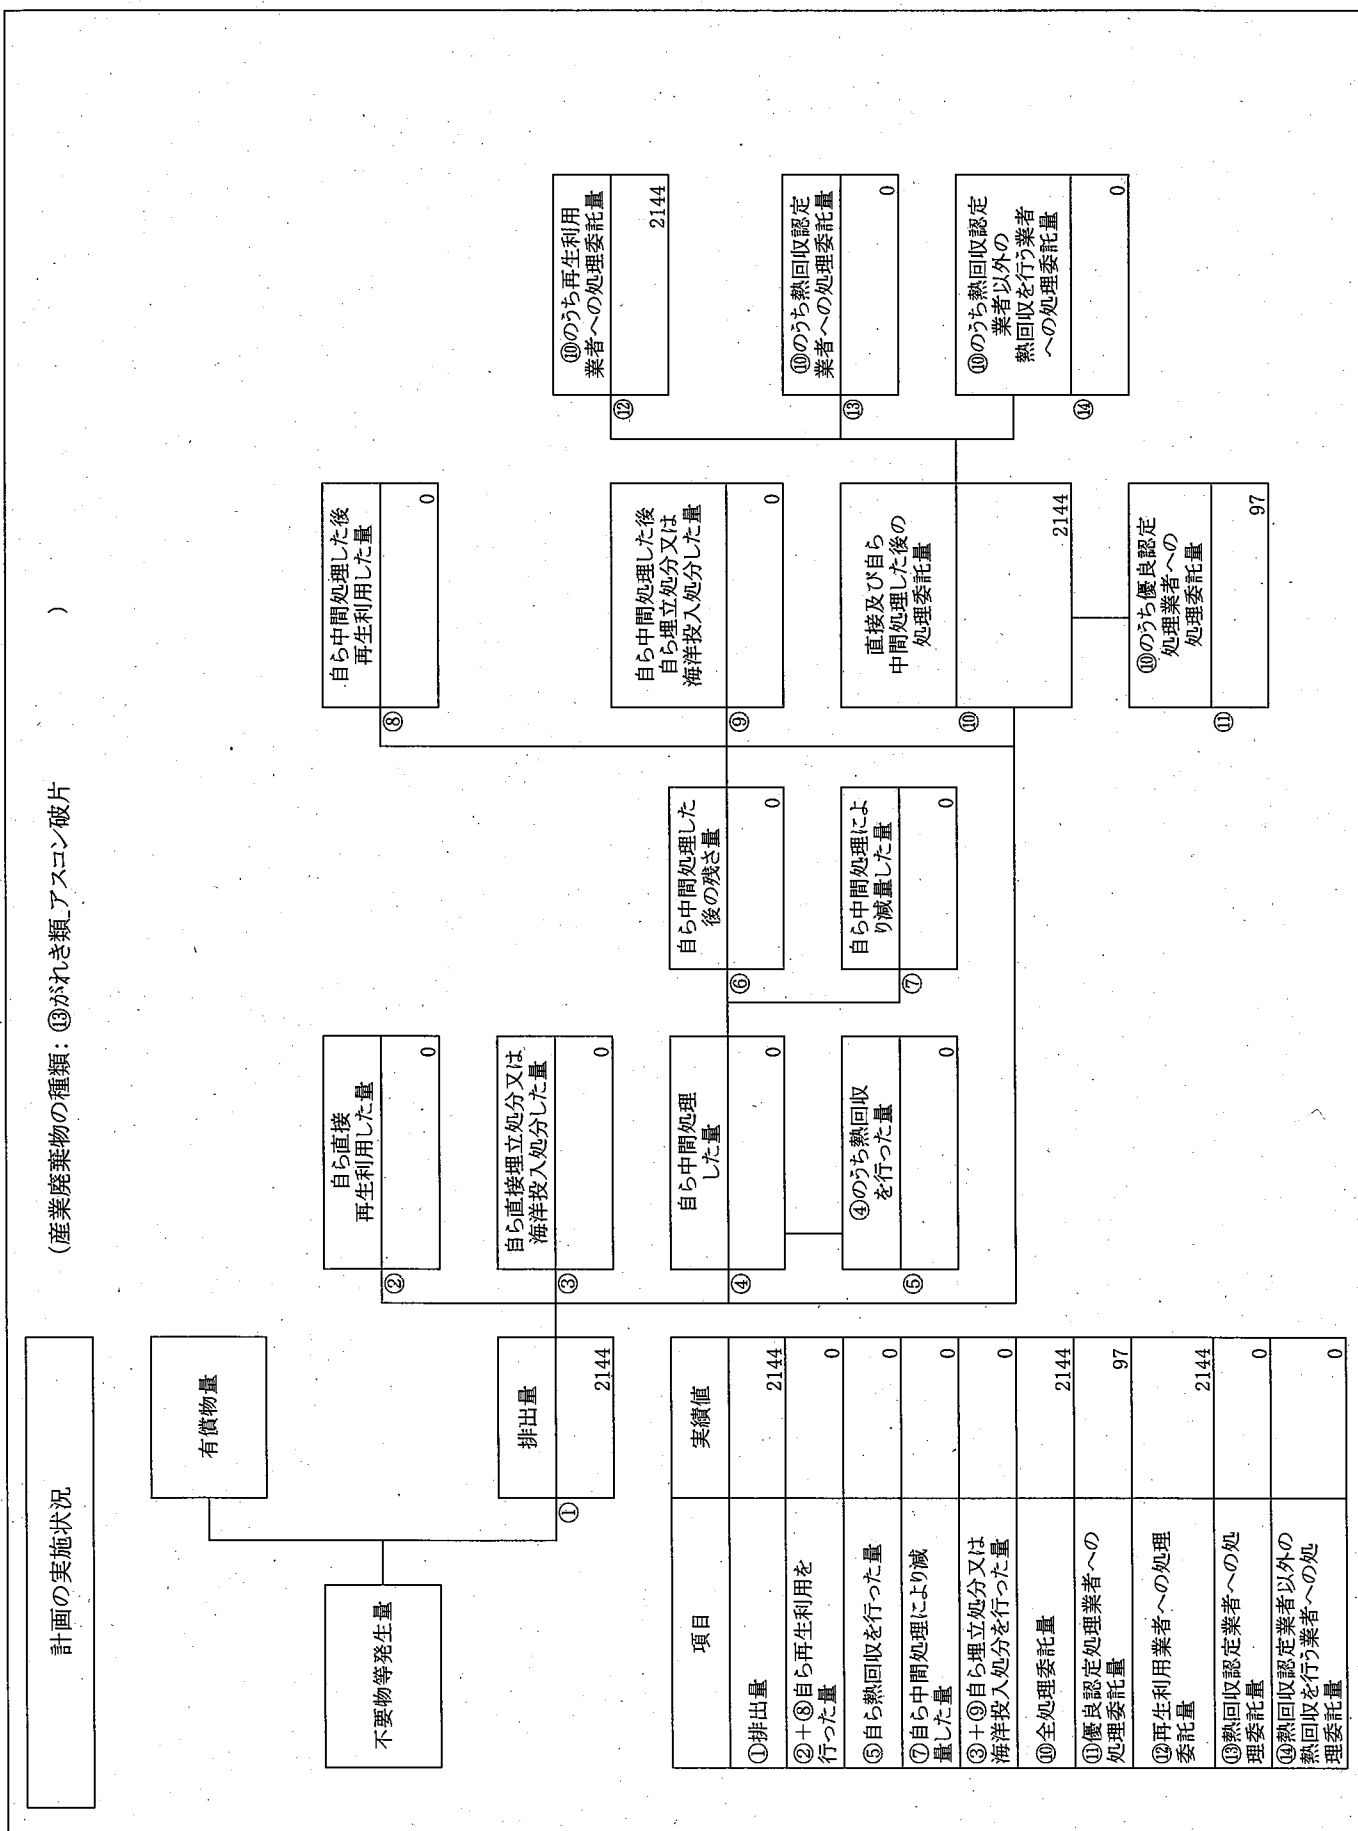 計画の実施状況
(産業廃棄物の種類：⑬がれき類_アスコン破片
)
不要物等発生量
有償物量
①
排出量
2144
②
自ら直接
再生利用した量
0
③
自ら直接埋立処分又は
海洋投入処分した量
0
④
自ら中間処理
した量
0
⑤
④のうち熱回収
を行った量
0
⑥
自ら中間処理した
後の残さ量
0
⑦
自ら中間処理によ
り減量した量
0
⑧
自ら中間処理した後
再生利用した量
0
⑨
自ら中間処理した後
自ら埋立処分又は
海洋投入処分した量
0
⑩
直接及び自ら
中間処理した後の
処理委託量
2144
⑪
⑩のうち優良認定
処理業者への
処理委託量
97
⑫
⑩のうち再生利用
業者への処理委託量
2144
⑬
⑩のうち熱回収認定
業者への処理委託量
0
⑭
⑩のうち熱回収認定
業者以外の
熱回収を行う業者
への処理委託量
0
項目 実績値
①排出量 2144
②＋⑧自ら再生利用を
行った量 0
⑤自ら熱回収を行った量 0
⑦自ら中間処理により減
量した量 0
③＋⑨自ら埋立処分又は
海洋投入処分を行った量 0
⑩全処理委託量 2144
⑪優良認定処理業者への
処理委託量 97
⑫再生利用業者への処理
委託量 2144
⑬熱回収認定業者への処
理委託量 0
⑭熱回収認定業者以外の
熱回収を行う業者への処
理委託量 0